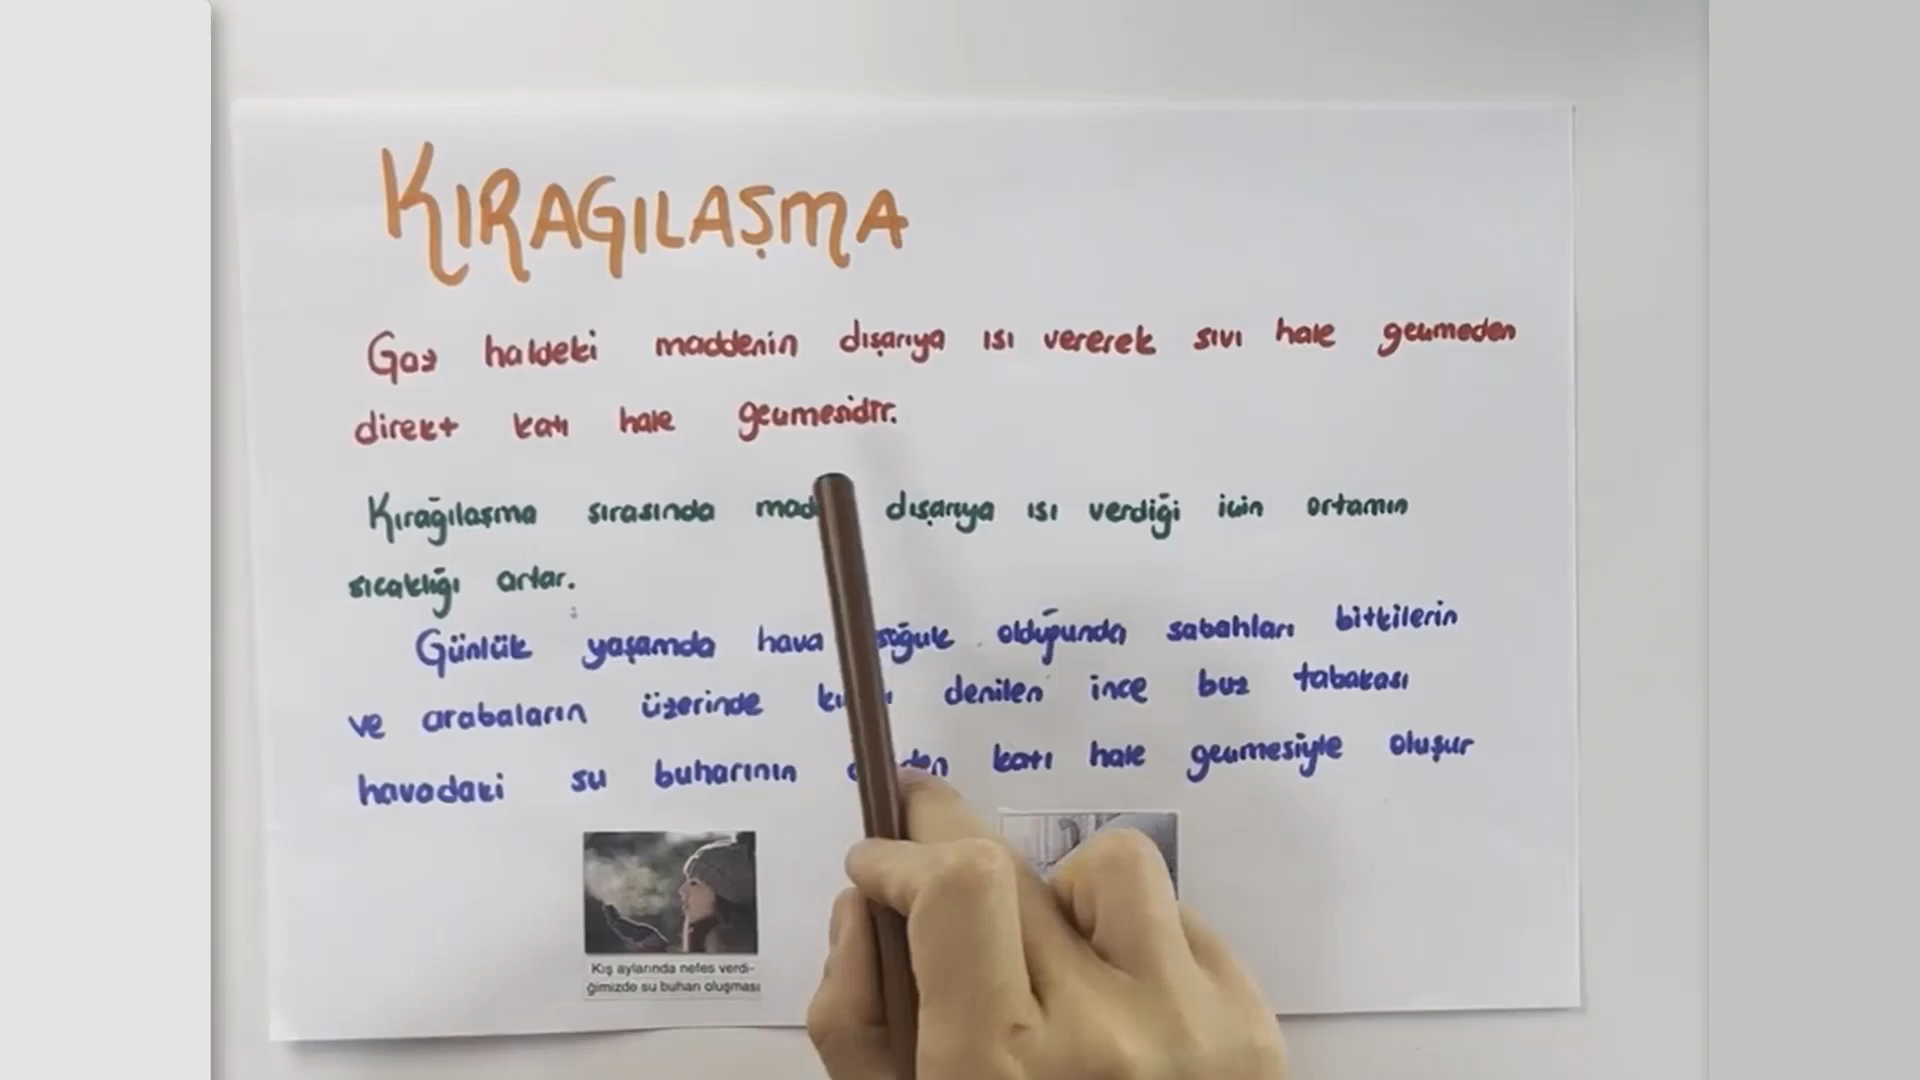 KIRAGILAŞMA
Gaz haldeki maddenin dışarıya ısı vererek sıvı hale geçmeden
direkt katı hale geçmesidir.
Kırağılaşma sırasında dışarıya ısı verdiği için ortamın
sıcaklığı artar.
Günlük yaşamda hava soğuk olduğunda sabahları bitkilerin
ve arabaların üzerinde denilen ince buz tabakası
havadaki su buharının katı hale geçmesiyle oluşur
Kış aylarında nefes verdi-
ğimizde su buharı oluşması